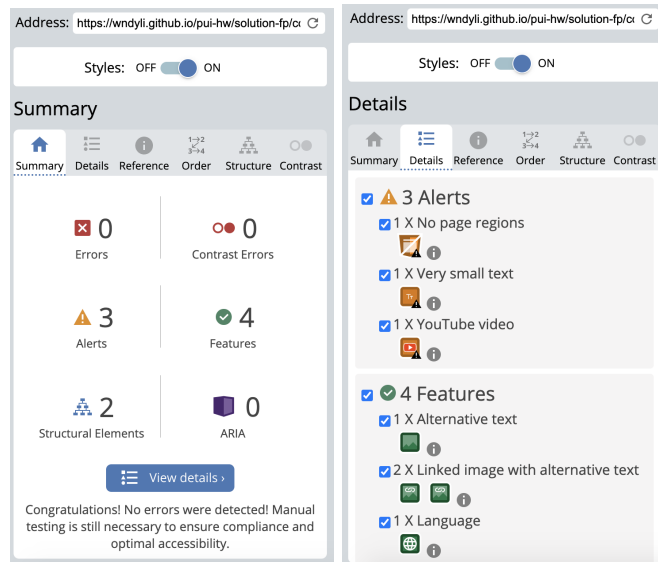 Address: https://wndyli.github.io/pui-hw/solution-fp/cc
Styles: OFF ON
Summary
1→2
3→4
Summary Details Reference Order Structure Contrast
0
Errors
0
Contrast Errors
3
Alerts
4
Features
2
Structural Elements
0
ARIA
View details ›
Congratulations! No errors were detected! Manual
testing is still necessary to ensure compliance and
optimal accessibility.
Address: https://wndyli.github.io/pui-hw/solution-fp/cc
Styles: OFF ON
Details
1→2
3→4
Summary Details Reference Order Structure Contrast
3 Alerts
1 X No page regions
1 X Very small text
1 X YouTube video
4 Features
1 X Alternative text
2 X Linked image with alternative text
1 X Language